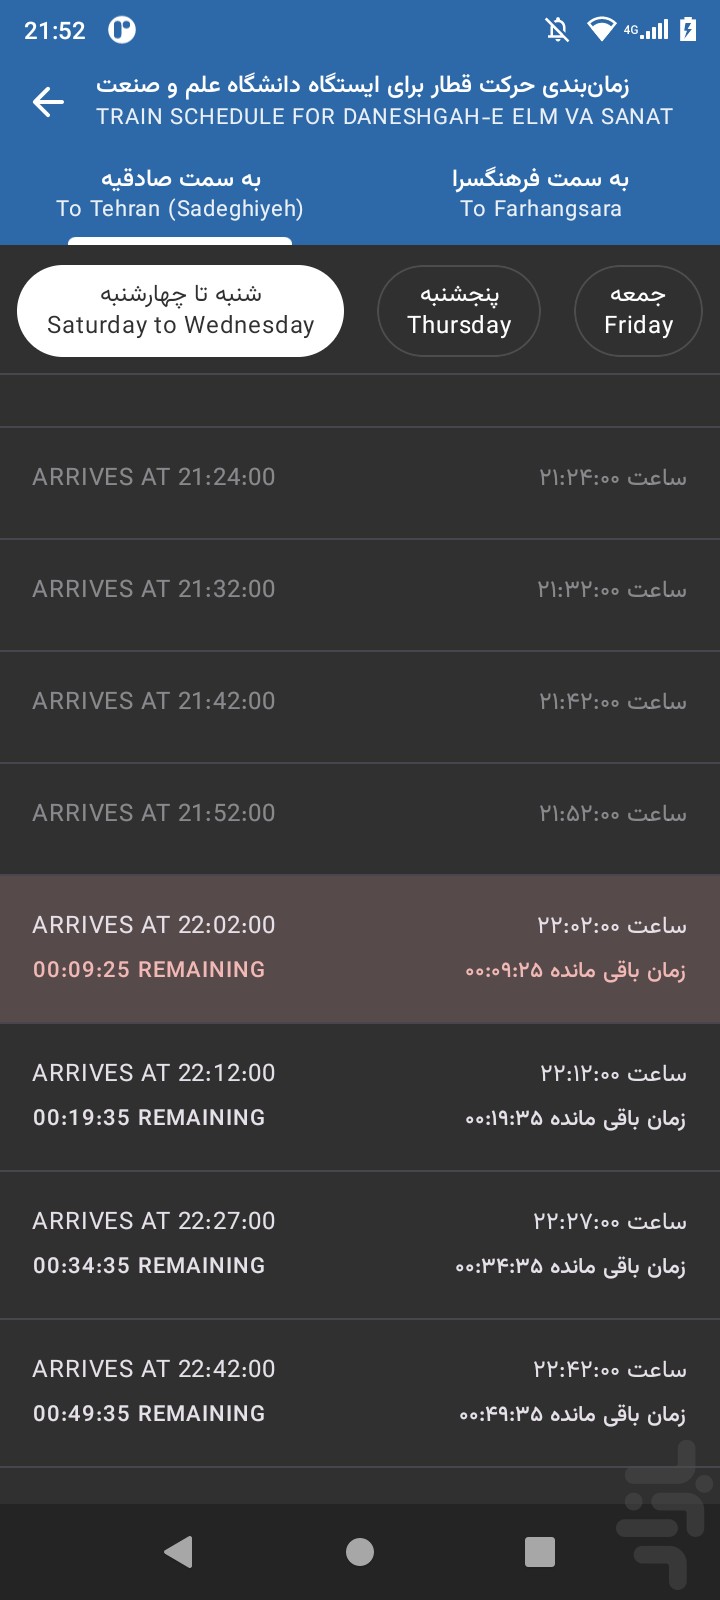 21:52
4G
زمان‌بندی حرکت قطار برای ایستگاه دانشگاه علم و صنعت
TRAIN SCHEDULE FOR DANESHGAH-E ELM VA SANAT
به سمت صادقیه
To Tehran (Sadeghiyeh)
به سمت فرهنگسرا
To Farhangsara
شنبه تا چهارشنبه
Saturday to Wednesday
پنجشنبه
Thursday
جمعه
Friday
ARRIVES AT 21:24:00
ساعت ۲۱:۲۴:۰۰
ARRIVES AT 21:32:00
ساعت ۲۱:۳۲:۰۰
ARRIVES AT 21:42:00
ساعت ۲۱:۴۲:۰۰
ARRIVES AT 21:52:00
ساعت ۲۱:۵۲:۰۰
ARRIVES AT 22:02:00
ساعت ۲۲:۰۲:۰۰
00:09:25 REMAINING
زمان باقی مانده ۰۰:۰۹:۲۵
ARRIVES AT 22:12:00
ساعت ۲۲:۱۲:۰۰
00:19:35 REMAINING
زمان باقی مانده ۰۰:۱۹:۳۵
ARRIVES AT 22:27:00
ساعت ۲۲:۲۷:۰۰
00:34:35 REMAINING
زمان باقی مانده ۰۰:۳۴:۳۵
ARRIVES AT 22:42:00
ساعت ۲۲:۴۲:۰۰
00:49:35 REMAINING
زمان باقی مانده ۰۰:۴۹:۳۵